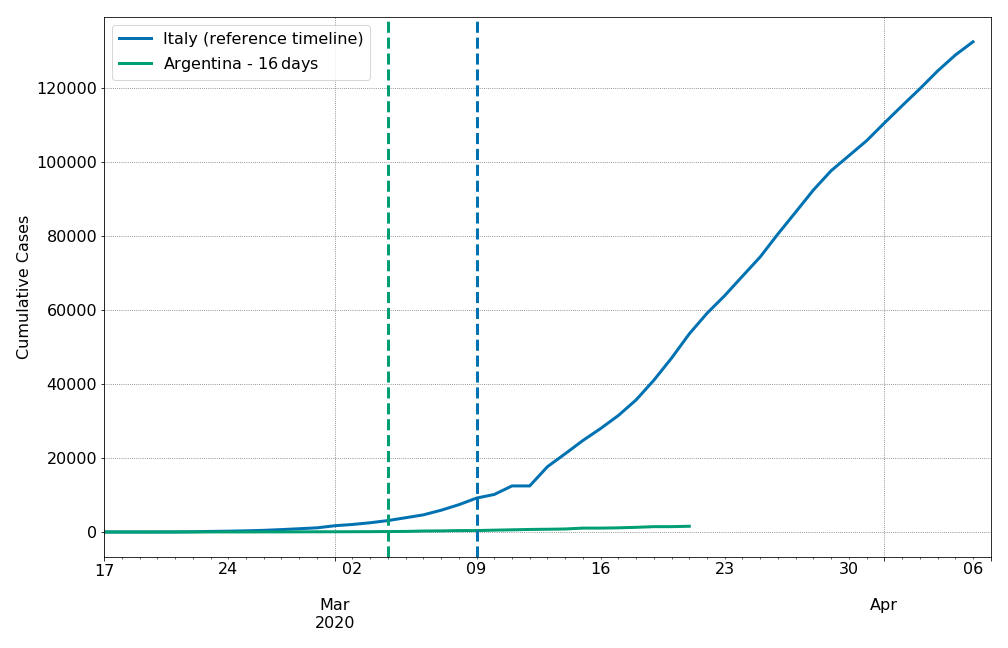 Italy (reference timeline)
Argentina - 16 days
Cumulative Cases
120000
100000
80000
60000
40000
20000
0
17 24 02 09 16 23 30 06
Mar Apr
2020